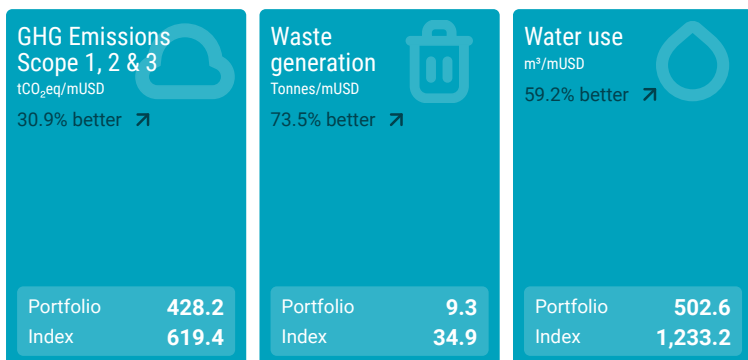 GHG Emissions
Scope 1, 2 & 3
tCO₂eq/mUSD
30.9% better
Portfolio 428.2
Index 619.4
Waste
generation
Tonnes/mUSD
73.5% better
Portfolio 9.3
Index 34.9
Water use
m³/mUSD
59.2% better
Portfolio 502.6
Index 1,233.2